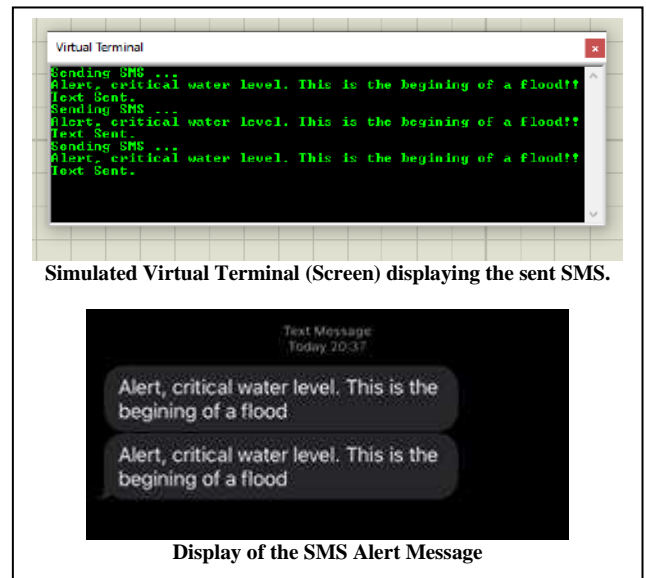 Virtual Terminal
Sending SMS ...
Alert, critical water level. This is the begining of a flood!!
Text Sent.
Sending SMS ...
Alert, critical water level. This is the begining of a flood!!
Text Sent.
Sending SMS ...
Alert, critical water level. This is the begining of a flood!!
Text Sent.
Simulated Virtual Terminal (Screen) displaying the sent SMS.
Text Message
Today 20:37
Alert, critical water level. This is the
begining of a flood
Alert, critical water level. This is the
begining of a flood
Display of the SMS Alert Message